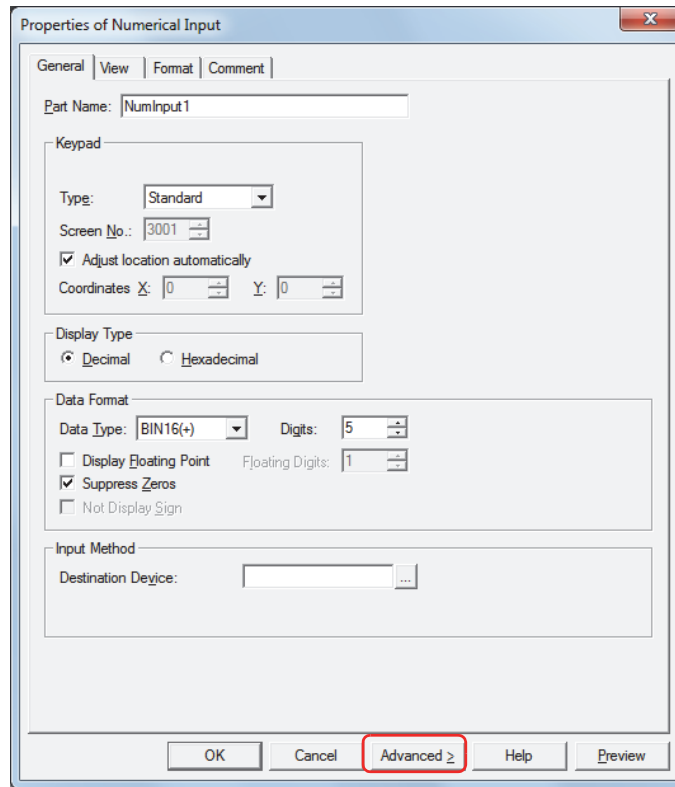 Properties of Numerical Input
General View Format Comment
Part Name: NumInput1
Keypad
Type: Standard
Screen No.: 3001
Adjust location automatically
Coordinates X: 0 Y: 0
Display Type
Decimal Hexadecimal
Data Format
Data Type: BIN16(+) Digits: 5
Display Floating Point Floating Digits: 1
Suppress Zeros
Not Display Sign
Input Method
Destination Device: ...
OK Cancel Advanced > Help Preview